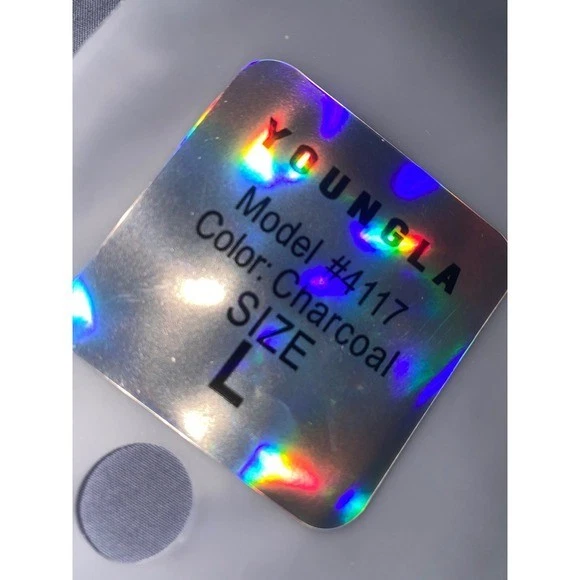 YOUNGLA
Model #4117
Color: Charcoal
SIZE
L